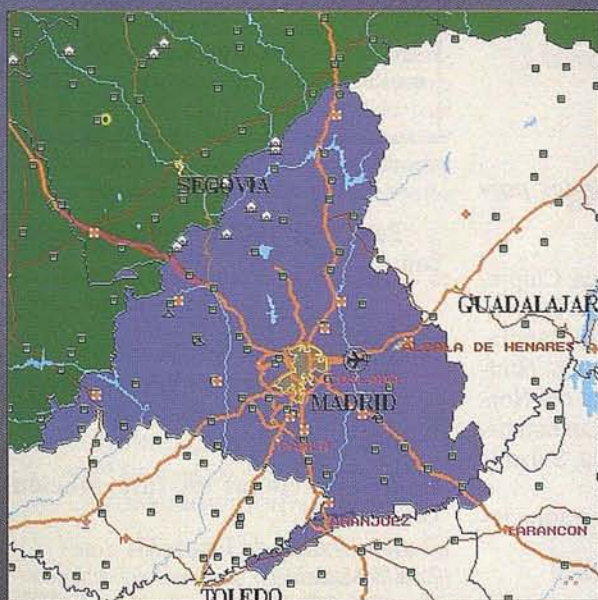 SEGOVIA
GUADALAJAR
ALCALA DE HENARES
MADRID
ARANJUEZ
TARANCON
TOLEDO